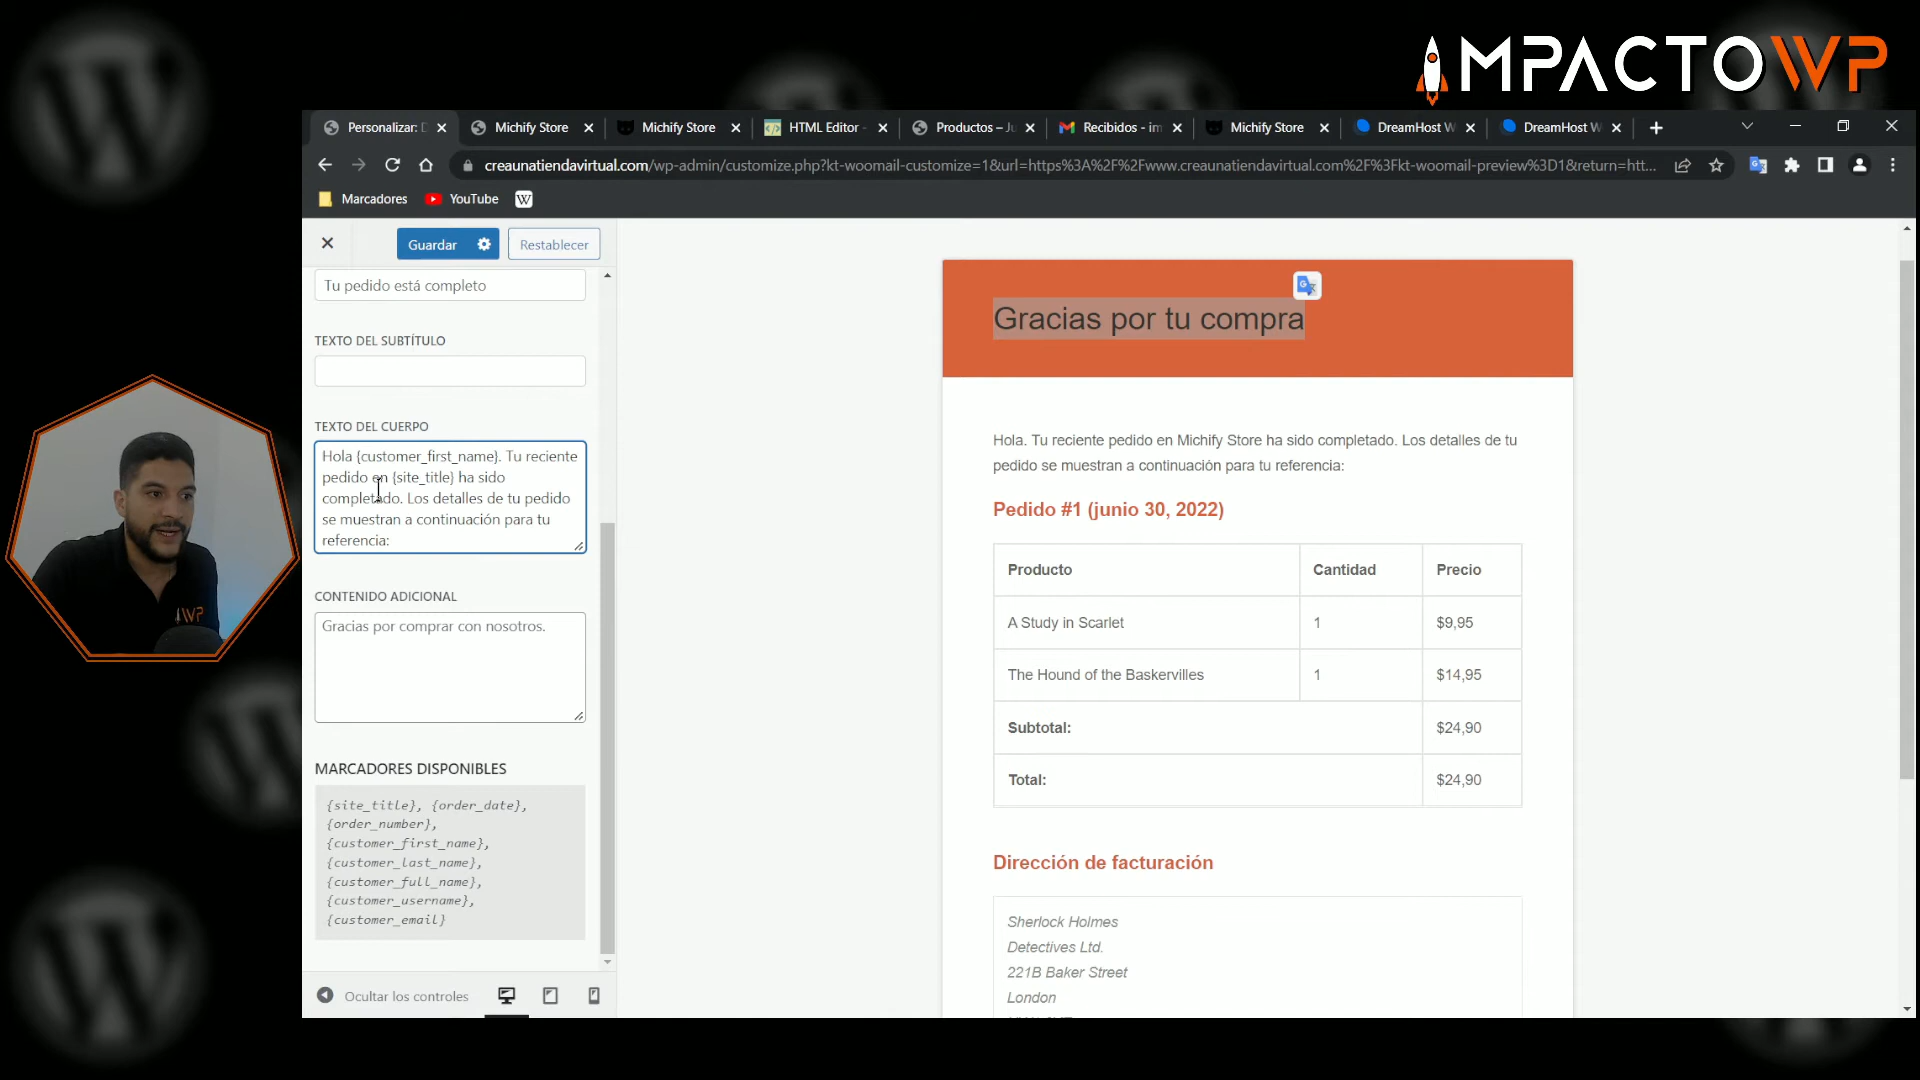 IMPACTOWP
Personalizar: D
Michify Store
Michify Store
HTML Editor -
Productos – Ju
Recibidos - im
Michify Store
DreamHost W
DreamHost W
creaunatiendavirtual.com/wp-admin/customize.php?kt-woomail-customize=1&url=https%3A%2F%2Fwww.creaunatiendavirtual.com%2F%3Fkt-woomail-preview%3D1&return=htt...
Marcadores
YouTube
Guardar
Restablecer
Tu pedido está completo
TEXTO DEL SUBTÍTULO
TEXTO DEL CUERPO
Hola {customer_first_name}. Tu reciente
pedido en {site_title} ha sido
completado. Los detalles de tu pedido
se muestran a continuación para tu
referencia:
CONTENIDO ADICIONAL
Gracias por comprar con nosotros.
MARCADORES DISPONIBLES
{site_title}, {order_date},
{order_number},
{customer_first_name},
{customer_last_name},
{customer_full_name},
{customer_username},
{customer_email}
Ocultar los controles
Gracias por tu compra
Hola. Tu reciente pedido en Michify Store ha sido completado. Los detalles de tu
pedido se muestran a continuación para tu referencia:
Pedido #1 (junio 30, 2022)
Producto Cantidad Precio
A Study in Scarlet 1 $9,95
The Hound of the Baskervilles 1 $14,95
Subtotal: $24,90
Total: $24,90
Dirección de facturación
Sherlock Holmes
Detectives Ltd.
221B Baker Street
London
WP